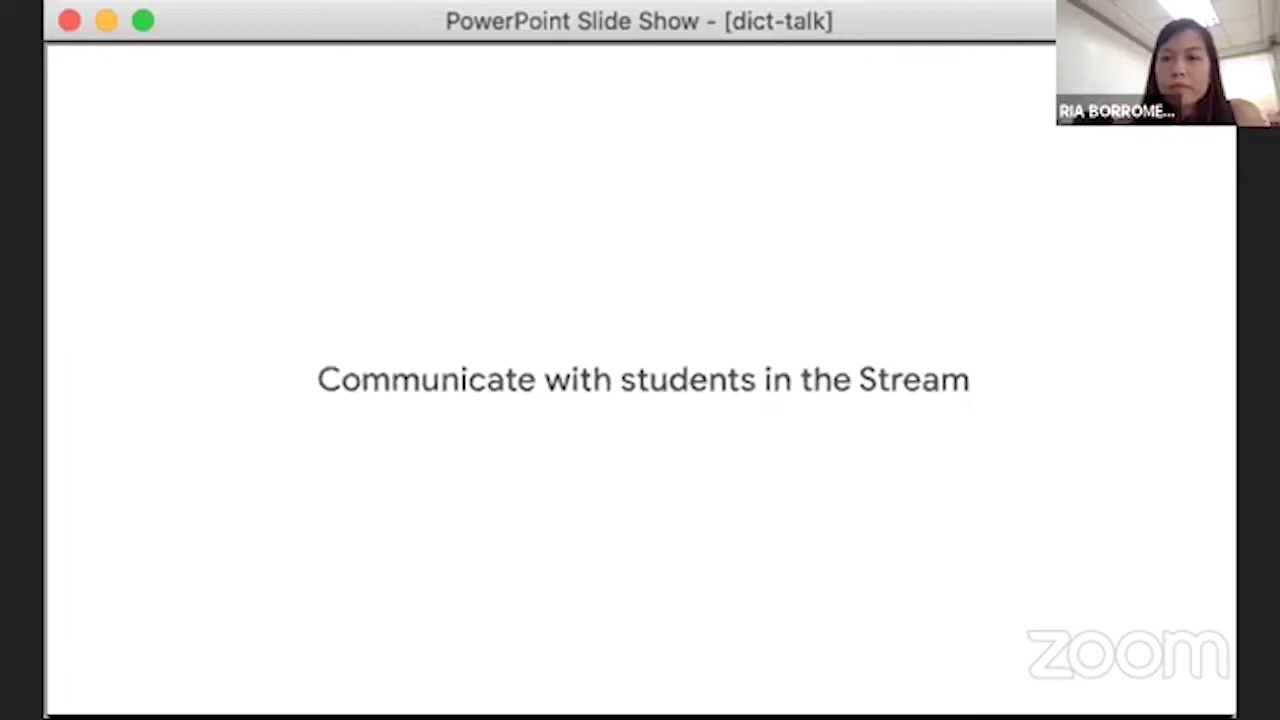 PowerPoint Slide Show - [dict-talk]
RIA BORROME...
Communicate with students in the Stream
zoom